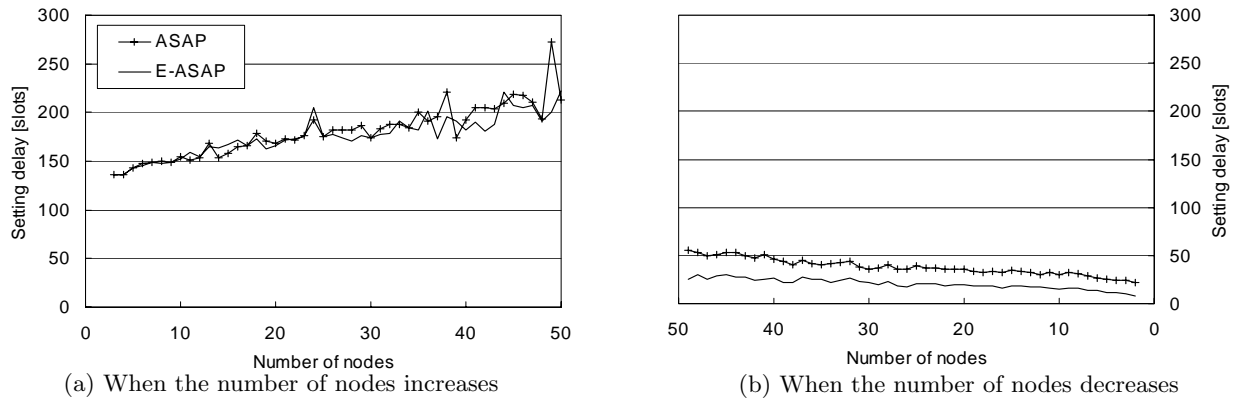 300
250
200
150
100
50
0
Setting delay [slots]
ASAP
E-ASAP
0 10 20 30 40 50
Number of nodes
(a) When the number of nodes increases
300
250
200
150
100
50
0
Setting delay [slots]
50 40 30 20 10 0
Number of nodes
(b) When the number of nodes decreases